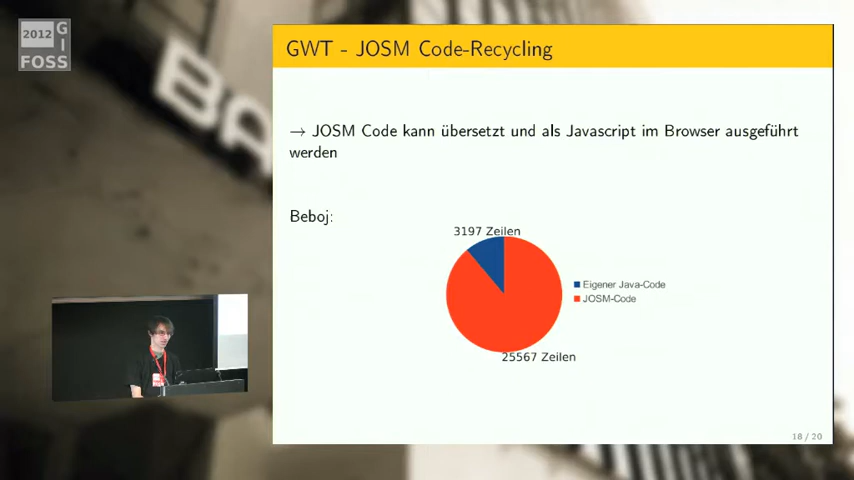 2012
G
I
FOSS
BA
GWT - JOSM Code-Recycling
→ JOSM Code kann übersetzt und als Javascript im Browser ausgeführt
werden
Beboj:
3197 Zeilen
Eigener Java-Code
JOSM-Code
25567 Zeilen
18 / 20